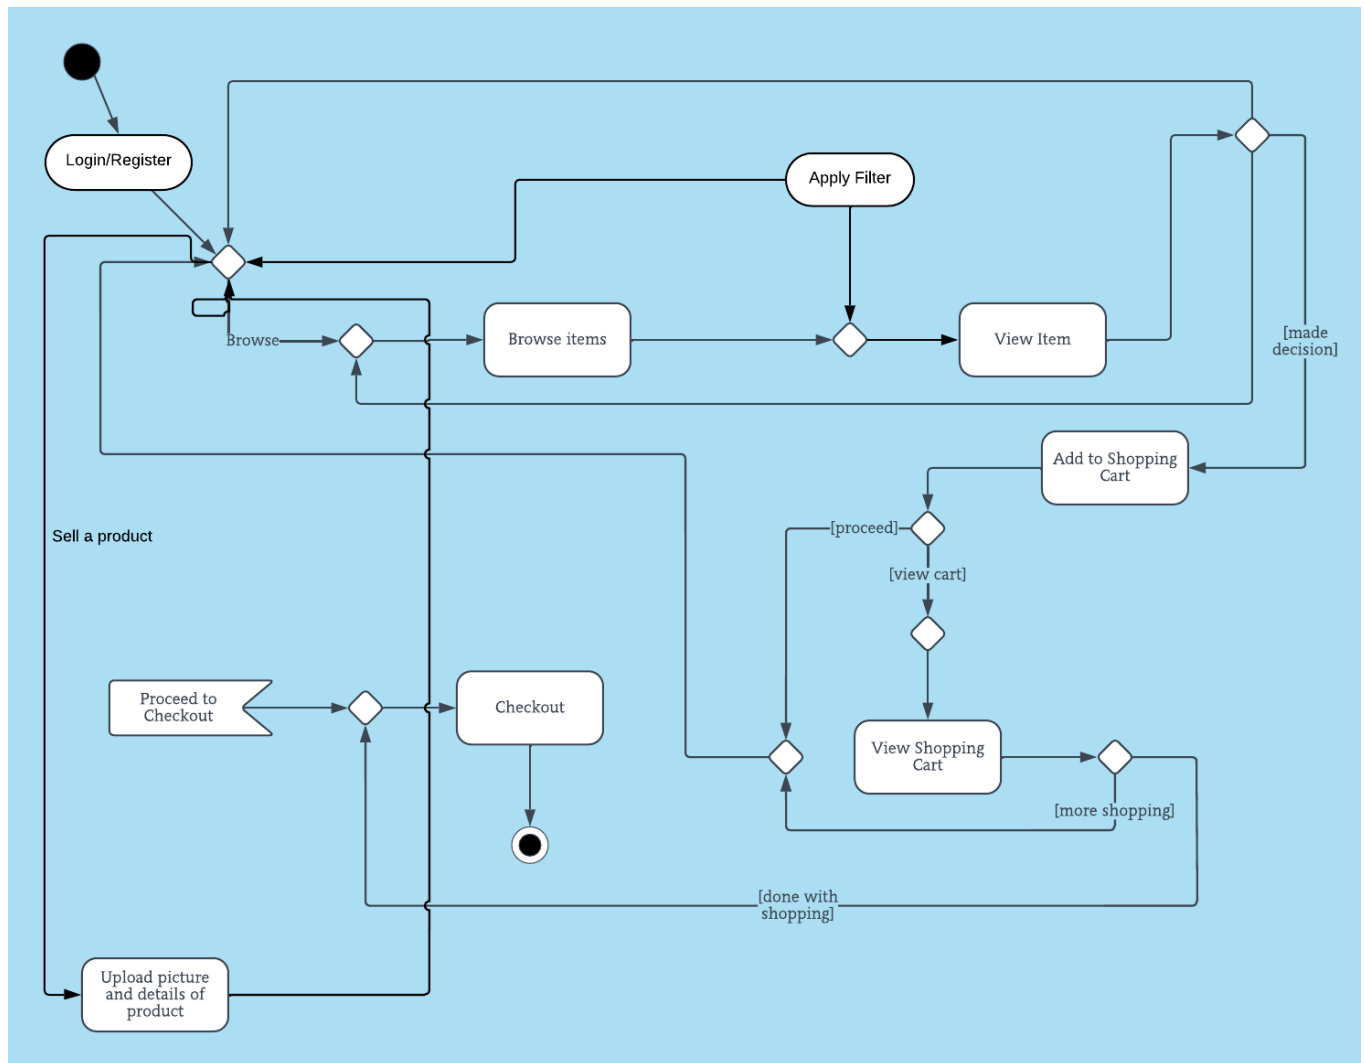 Login/Register
Apply Filter
Browse
Browse items
View Item
[made
decision]
Add to Shopping
Cart
[proceed]
[view cart]
Sell a product
Proceed to
Checkout
Checkout
View Shopping
Cart
[more shopping]
[done with
shopping]
Upload picture
and details of
product